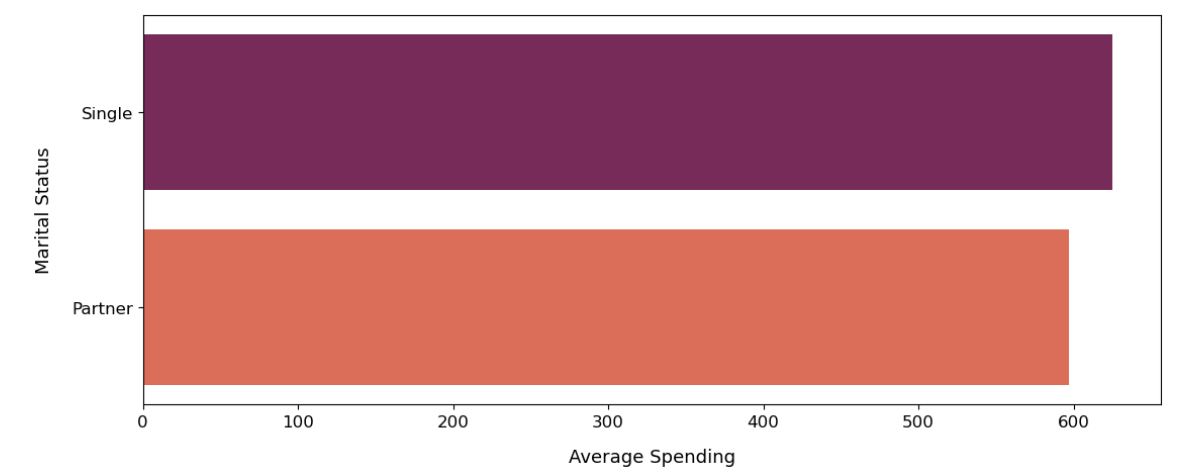 Marital Status
Single
Partner
0 100 200 300 400 500 600
Average Spending